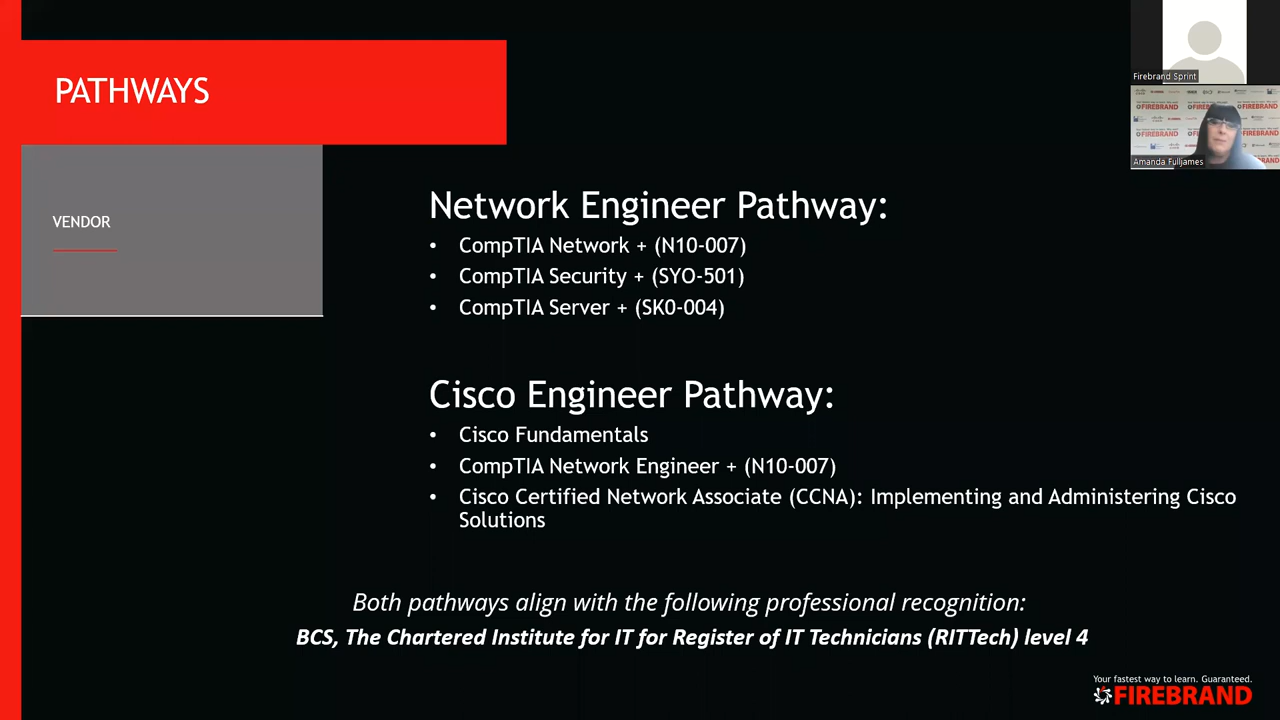 PATHWAYS
VENDOR
Firebrand Sprint
FIREBRAND
Amanda Fulljames
Network Engineer Pathway:
• CompTIA Network + (N10-007)
• CompTIA Security + (SYO-501)
• CompTIA Server + (SK0-004)
Cisco Engineer Pathway:
• Cisco Fundamentals
• CompTIA Network Engineer + (N10-007)
• Cisco Certified Network Associate (CCNA): Implementing and Administering Cisco
Solutions
Both pathways align with the following professional recognition:
BCS, The Chartered Institute for IT for Register of IT Technicians (RITTech) level 4
Your fastest way to learn. Guaranteed.
FIREBRAND